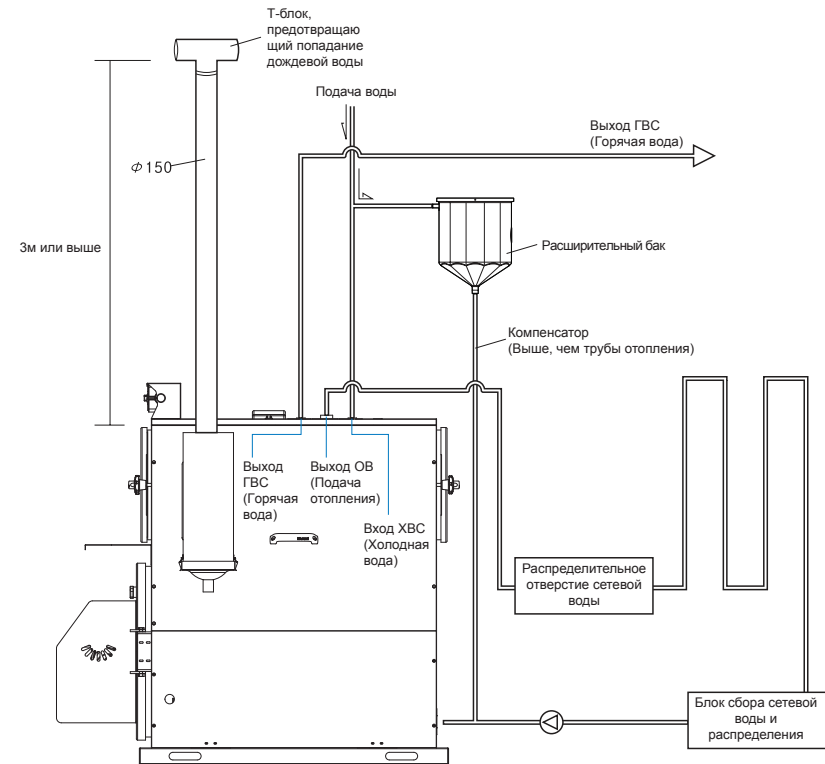 Т-блок,
предотвращаю
щий попадание
дождевой воды
Подача воды
Выход ГВС
(Горячая вода)
Φ150
3м или выше
Расширительный бак
Компенсатор
(Выше, чем трубы отопления)
Выход
ГВС
(Горячая
вода)
Выход ОВ
(Подача
отопления)
Вход ХВС
(Холодная
вода)
Распределительное
отверстие сетевой
воды
Блок сбора сетевой
воды и
распределения